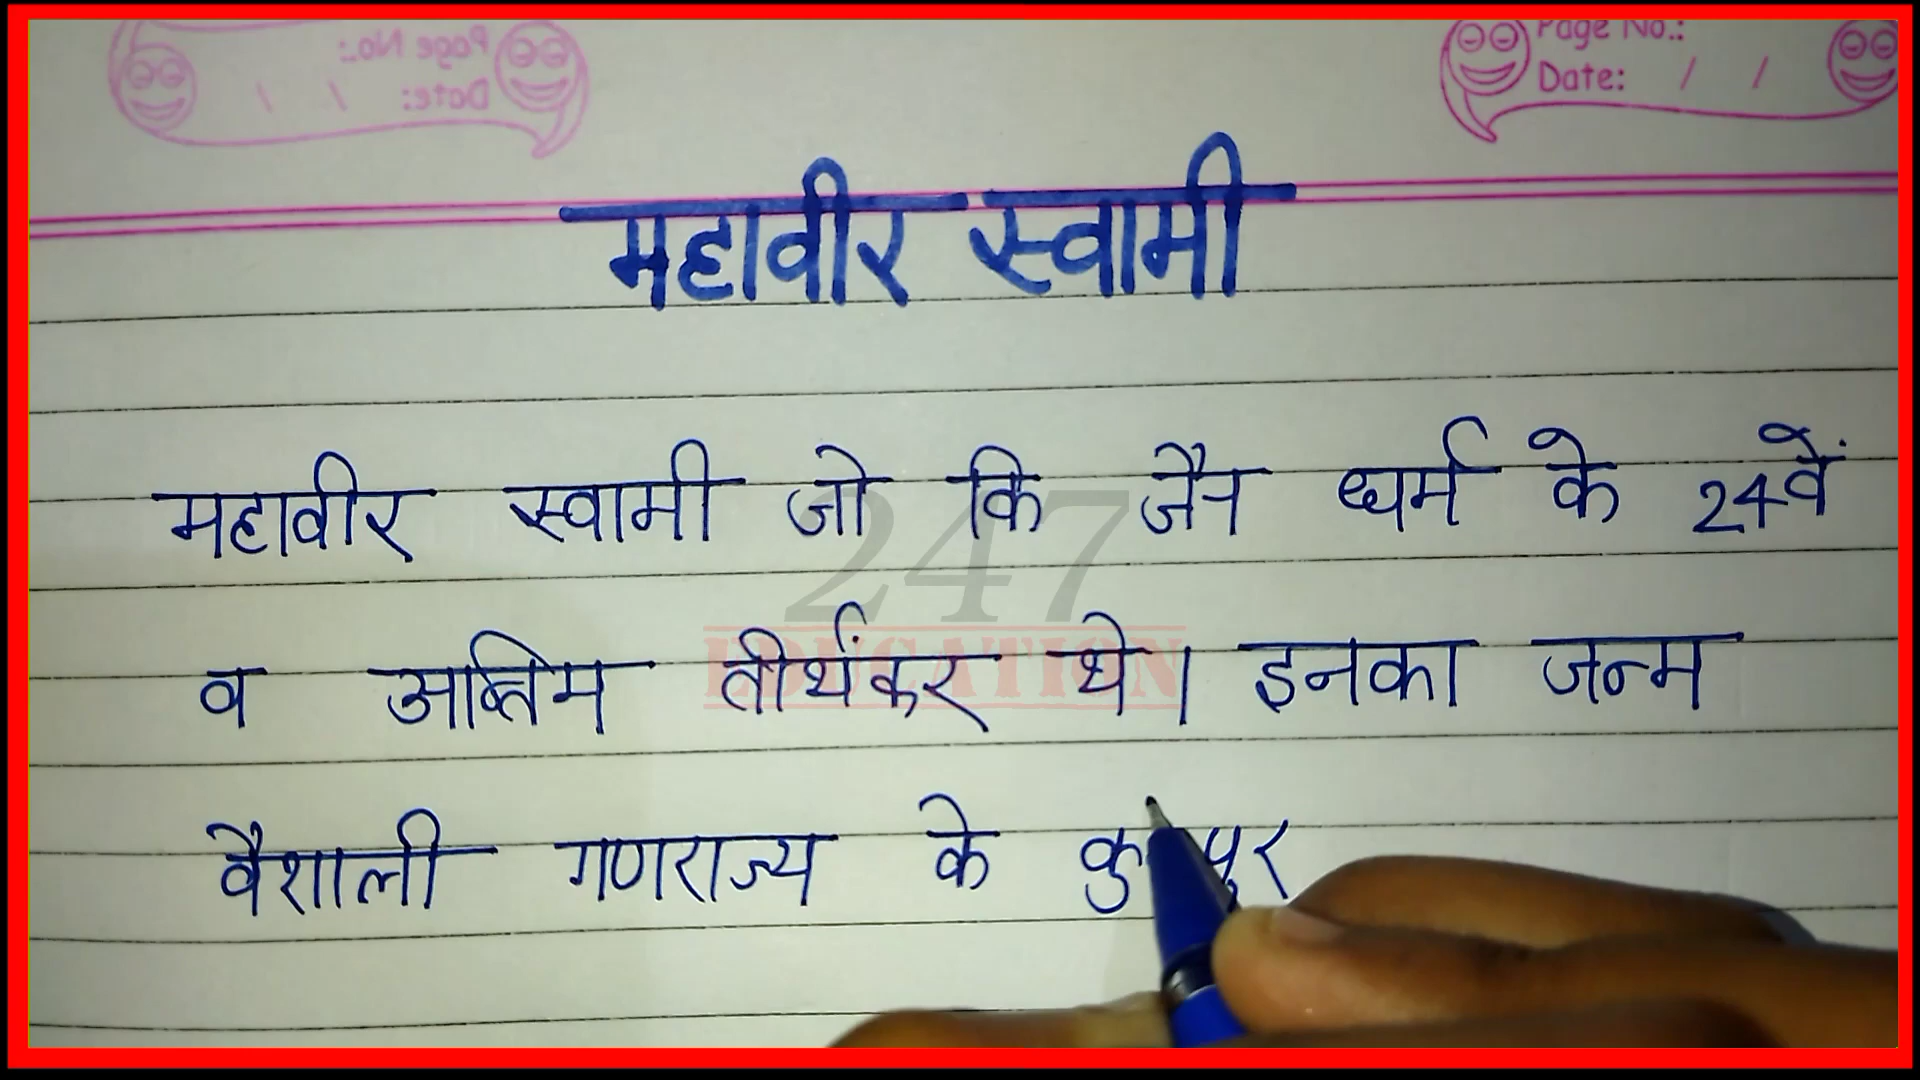 Page No.:
Date: / /
Page No.:
Date: / /
महावीर स्वामी
महावीर स्वामी जो कि जैन धर्म के 24वें
व अन्तिम तीर्थंकर थे। इनका जन्म
वैशाली गणराज्य के
247
EDUCATION